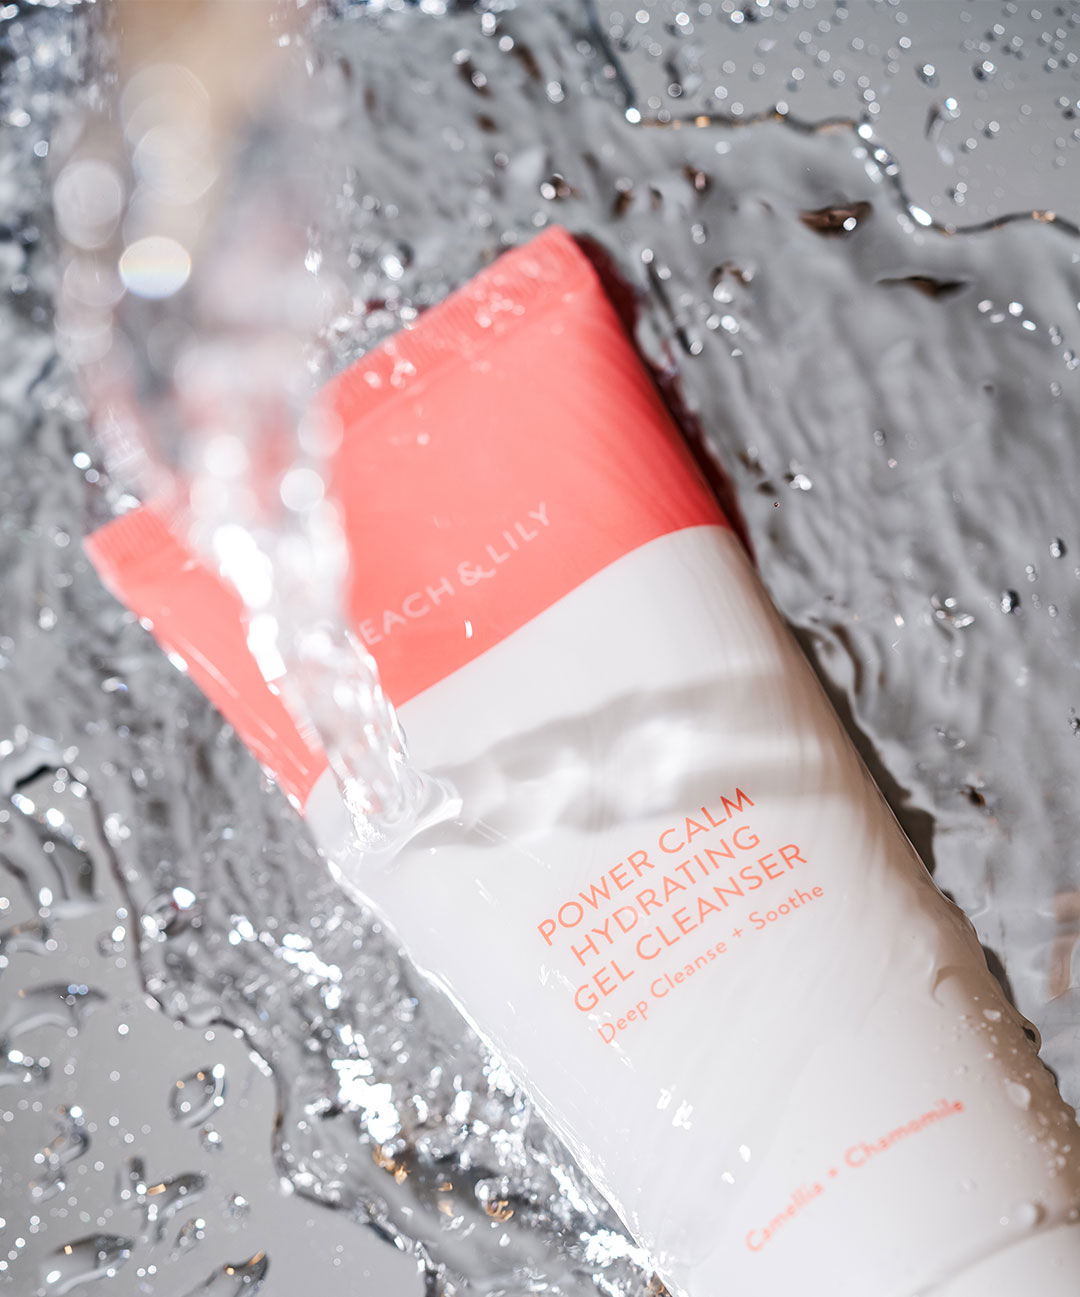 EACH & LILY
POWER CALM
HYDRATING
GEL CLEANSER
Deep Cleanse + Soothe
Camellia + Chamomile